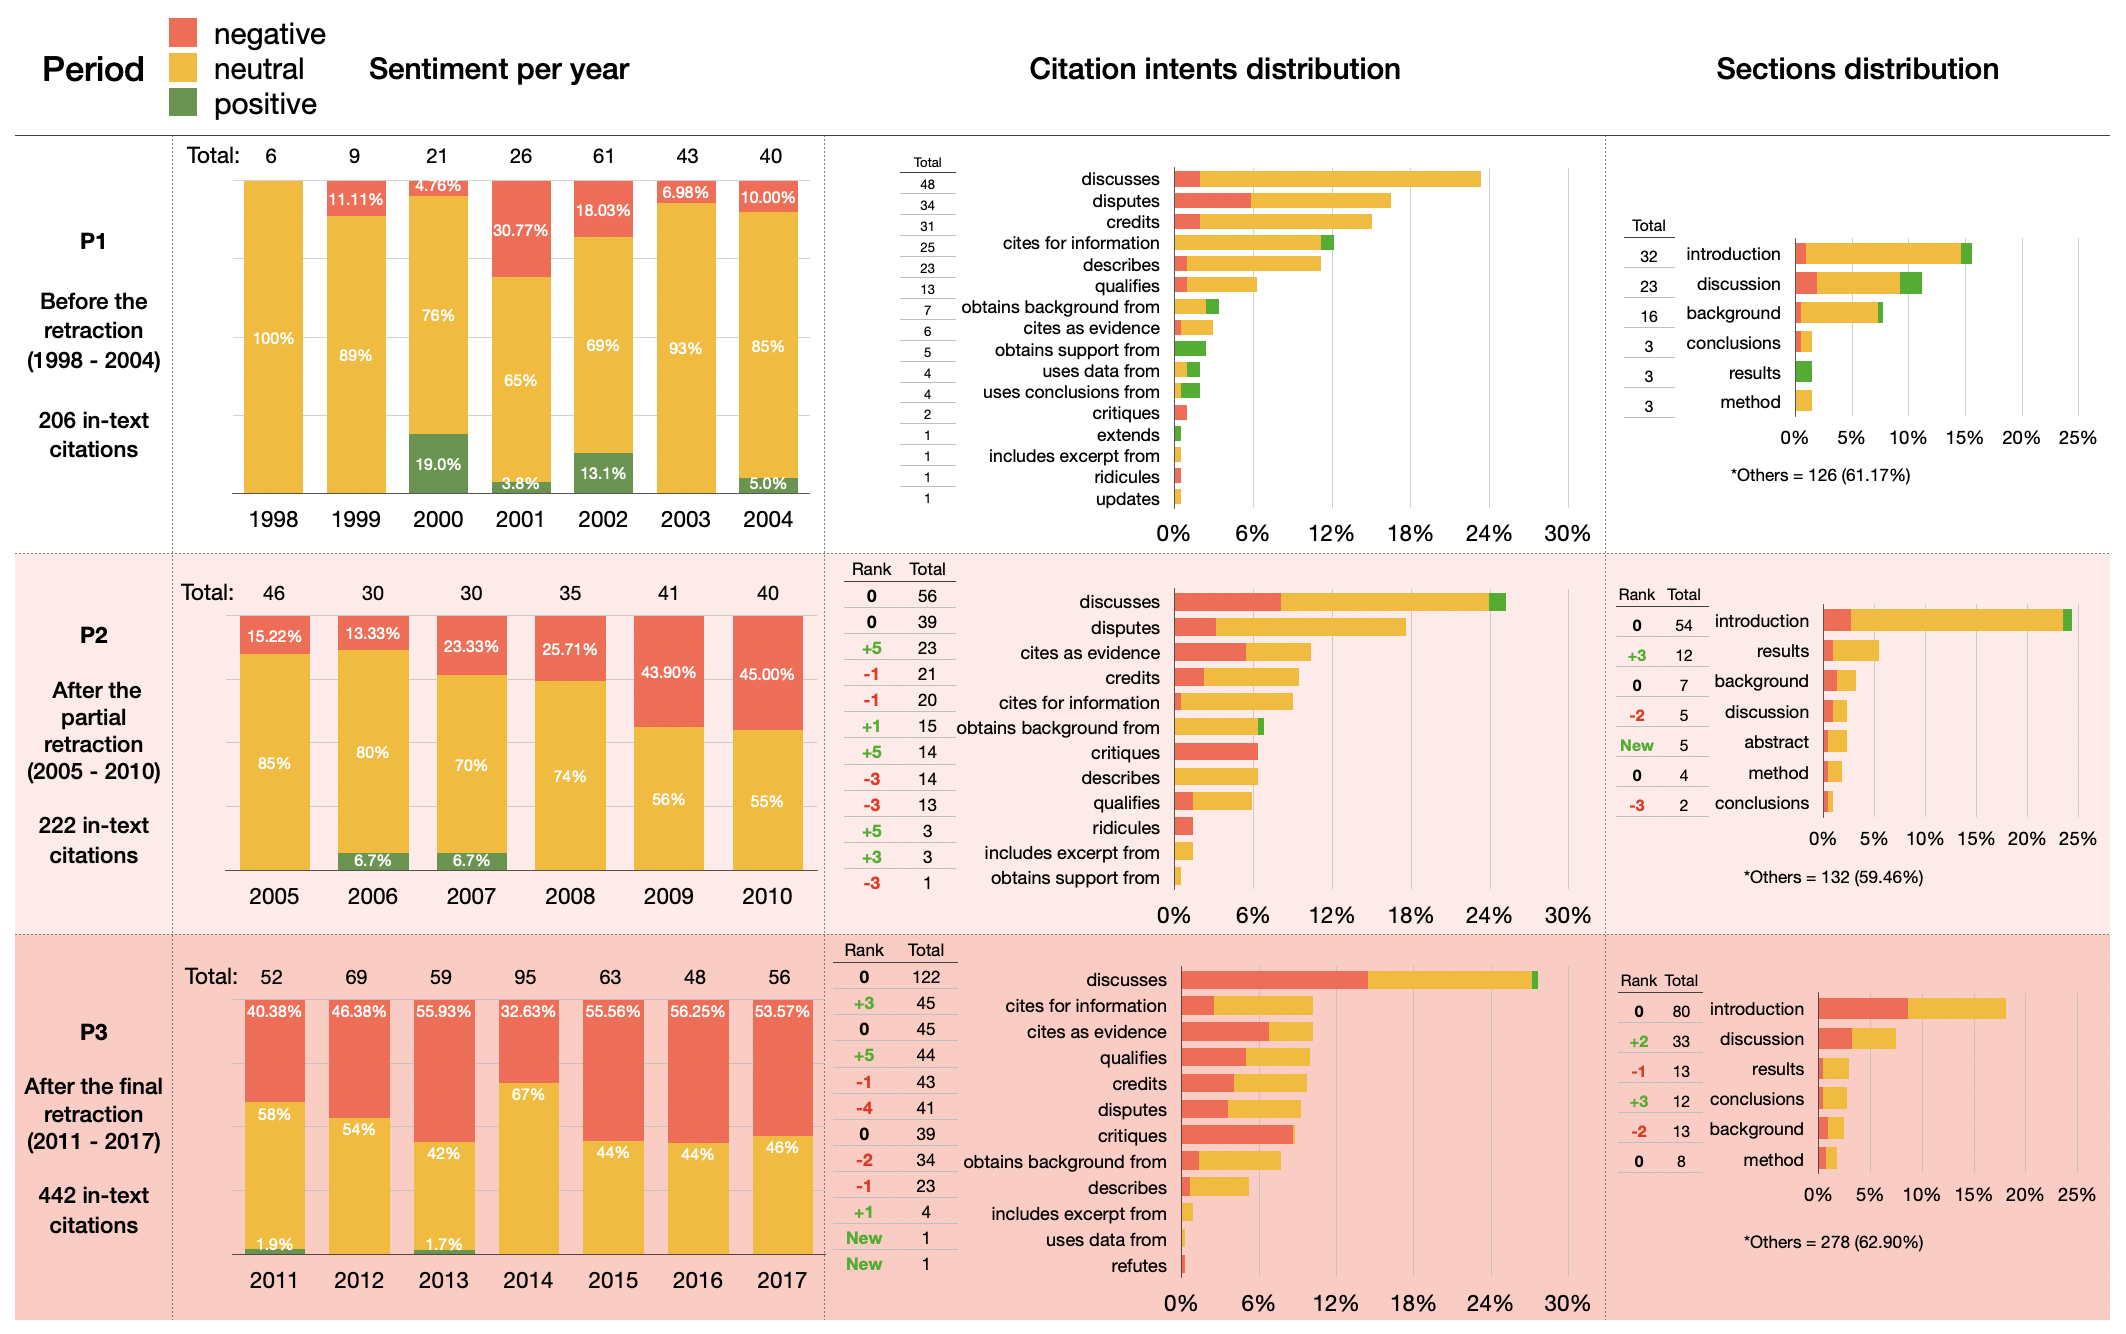 Period
negative
neutral
positive
Sentiment per year
Citation intents distribution
Sections distribution
P1
Before the
retraction
(1998 - 2004)
206 in-text
citations
Total: 6 9 21 26 61 43 40
11.11% 4.76% 30.77% 18.03% 6.98% 10.00%
100% 89% 76% 65% 69% 93% 85%
19.0% 3.8% 13.1% 5.0%
1998 1999 2000 2001 2002 2003 2004
Total
48 discusses
34 disputes
31 credits
25 cites for information
23 describes
13 qualifies
7 obtains background from
6 cites as evidence
5 obtains support from
4 uses data from
4 uses conclusions from
2 critiques
1 extends
1 includes excerpt from
1 ridicules
1 updates
0% 6% 12% 18% 24% 30%
Total
32 introduction
23 discussion
16 background
3 conclusions
3 results
3 method
0% 5% 10% 15% 20% 25%
*Others = 126 (61.17%)
P2
After the
partial
retraction
(2005 - 2010)
222 in-text
citations
Total: 46 30 30 35 41 40
15.22% 13.33% 23.33% 25.71% 43.90% 45.00%
85% 80% 70% 74% 56% 55%
6.7% 6.7%
2005 2006 2007 2008 2009 2010
Rank Total
0 56 discusses
0 39 disputes
+5 23 cites as evidence
-1 21 credits
-1 20 cites for information
+1 15 obtains background from
+5 14 critiques
-3 14 describes
-3 13 qualifies
+5 3 ridicules
+3 3 includes excerpt from
-3 1 obtains support from
0% 6% 12% 18% 24% 30%
Rank Total
0 54 introduction
+3 12 results
0 7 background
-2 5 discussion
New 5 abstract
0 4 method
-3 2 conclusions
0% 5% 10% 15% 20% 25%
*Others = 132 (59.46%)
P3
After the final
retraction
(2011 - 2017)
442 in-text
citations
Total: 52 69 59 95 63 48 56
40.38% 46.38% 55.93% 32.63% 55.56% 56.25% 53.57%
58% 54% 42% 67% 44% 44% 46%
1.9% 1.7%
2011 2012 2013 2014 2015 2016 2017
Rank Total
0 122 discusses
+3 45 cites for information
0 45 cites as evidence
+5 44 qualifies
-1 43 credits
-4 41 disputes
0 39 critiques
-2 34 obtains background from
-1 23 describes
+1 4 includes excerpt from
New 1 uses data from
New 1 refutes
0% 6% 12% 18% 24% 30%
Rank Total
0 80 introduction
+2 33 discussion
-1 13 results
+3 12 conclusions
-2 13 background
0 8 method
0% 5% 10% 15% 20% 25%
*Others = 278 (62.90%)